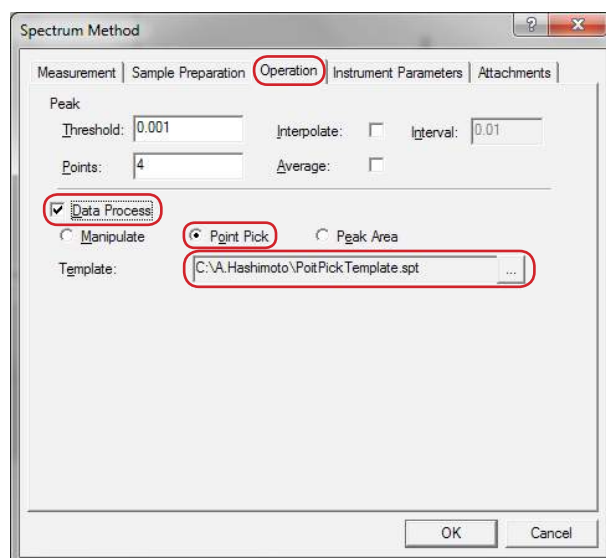 Spectrum Method
Measurement Sample Preparation Operation Instrument Parameters Attachments
Peak
Threshold: 0.001 Interpolate: Interval: 0.01
Points: 4 Average:
Data Process
Manipulate Point Pick Peak Area
Template: C:\A.Hashimoto\PoitPickTemplate.spt ...
OK Cancel